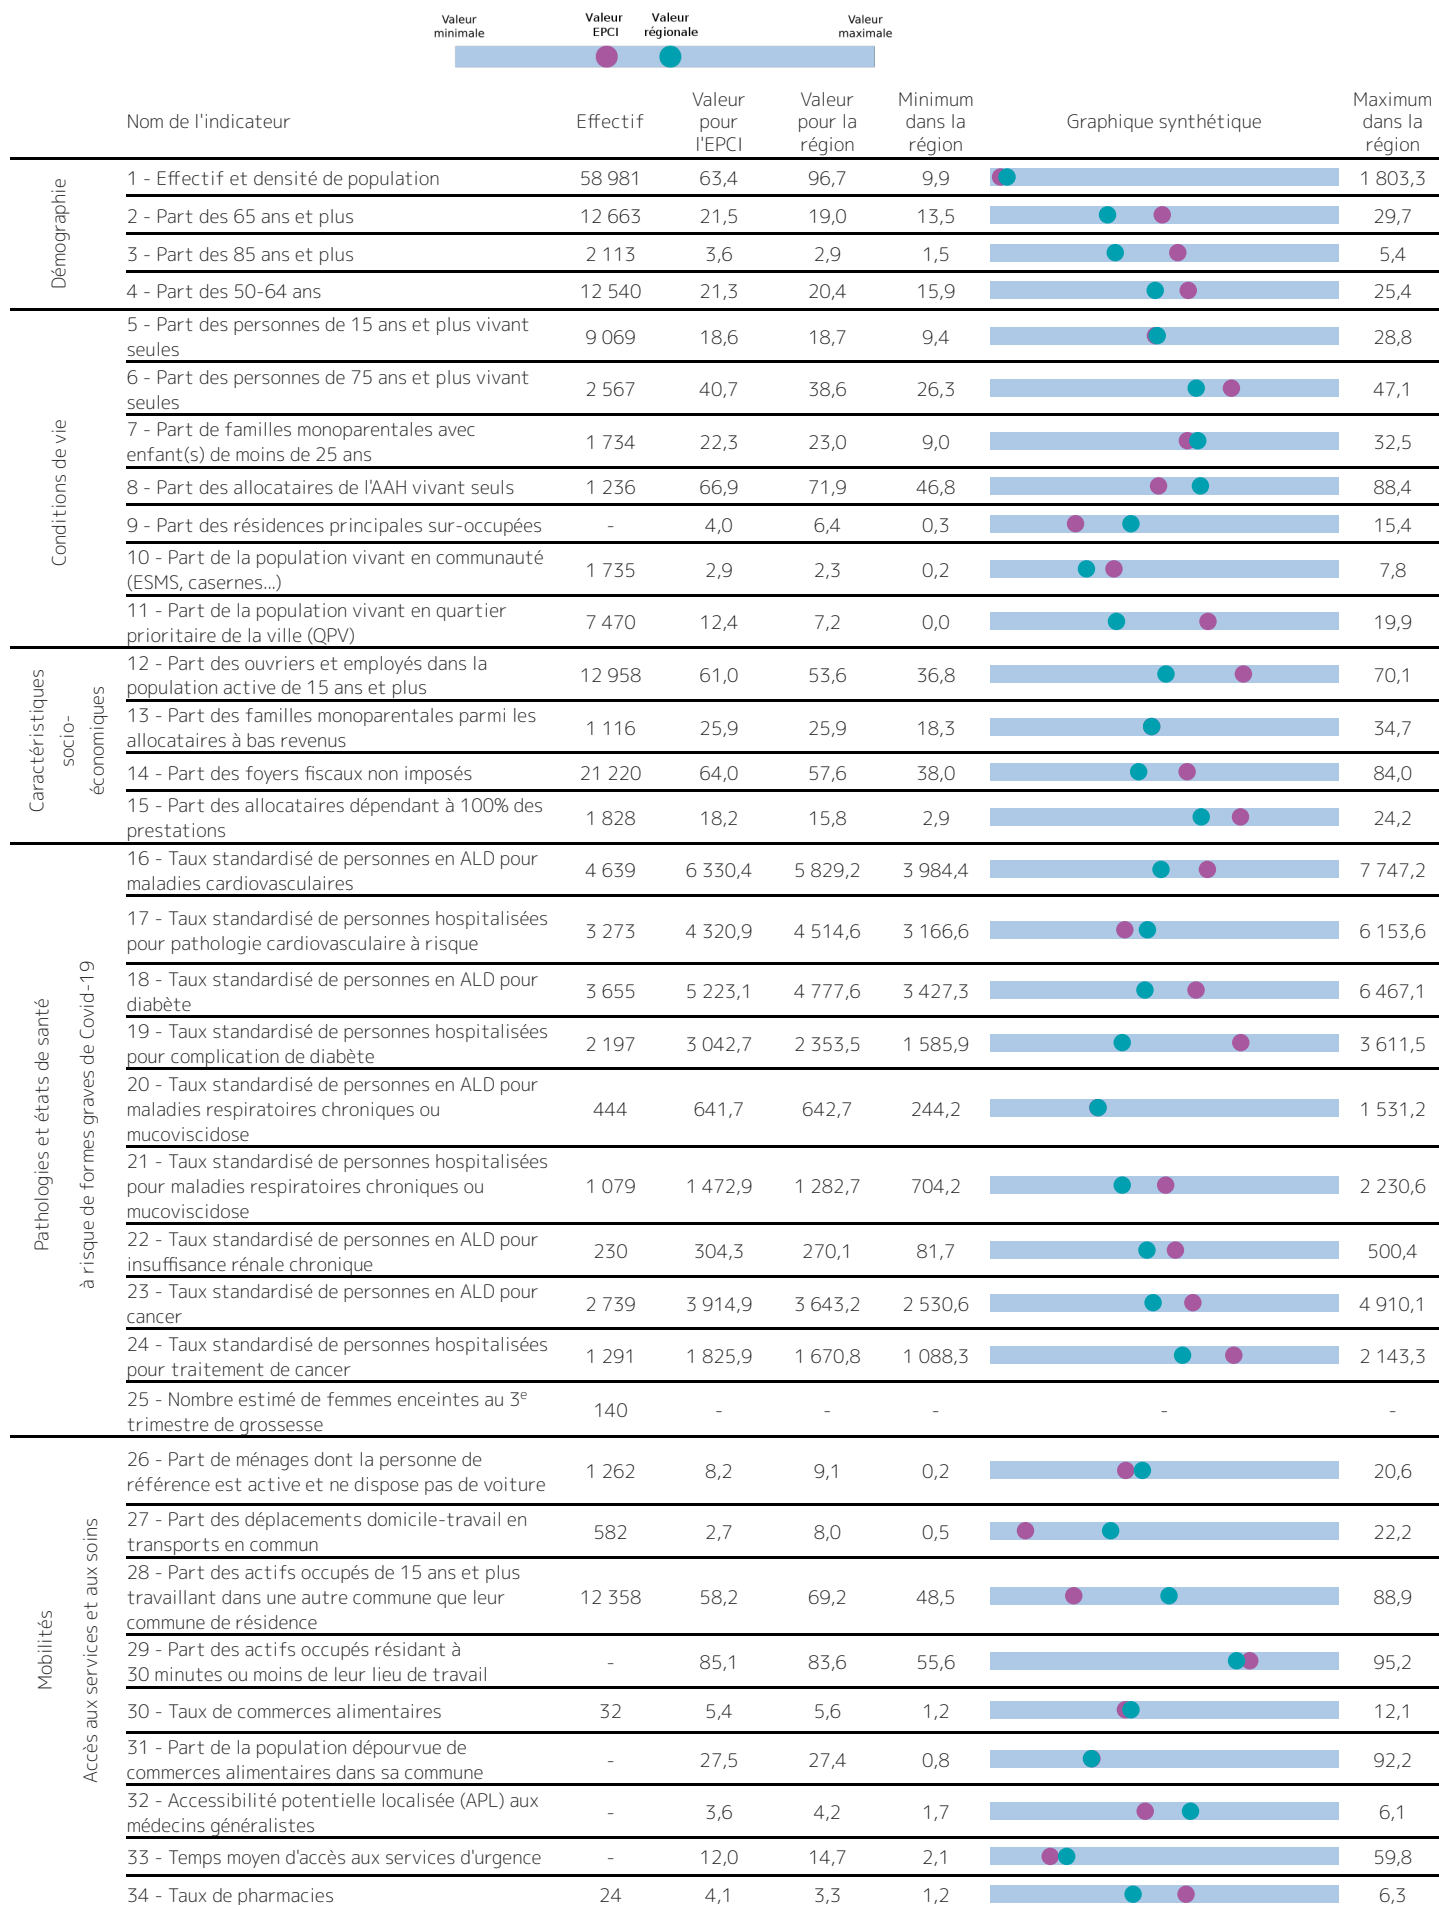 Valeur minimale
Valeur EPCI
Valeur régionale
Valeur maximale
Nom de l'indicateur
Effectif
Valeur pour l'EPCI
Valeur pour la région
Minimum dans la région
Graphique synthétique
Maximum dans la région
Démographie
1 - Effectif et densité de population 58 981 63,4 96,7 9,9 1 803,3
2 - Part des 65 ans et plus 12 663 21,5 19,0 13,5 29,7
3 - Part des 85 ans et plus 2 113 3,6 2,9 1,5 5,4
4 - Part des 50-64 ans 12 540 21,3 20,4 15,9 25,4
Conditions de vie
5 - Part des personnes de 15 ans et plus vivant
seules 9 069 18,6 18,7 9,4 28,8
6 - Part des personnes de 75 ans et plus vivant
seules 2 567 40,7 38,6 26,3 47,1
7 - Part de familles monoparentales avec
enfant(s) de moins de 25 ans 1 734 22,3 23,0 9,0 32,5
8 - Part des allocataires de l'AAH vivant seuls 1 236 66,9 71,9 46,8 88,4
9 - Part des résidences principales sur-occupées - 4,0 6,4 0,3 15,4
10 - Part de la population vivant en communauté
(ESMS, casernes...) 1 735 2,9 2,3 0,2 7,8
11 - Part de la population vivant en quartier
prioritaire de la ville (QPV) 7 470 12,4 7,2 0,0 19,9
Caractéristiques
socio-
économiques
12 - Part des ouvriers et employés dans la
population active de 15 ans et plus 12 958 61,0 53,6 36,8 70,1
13 - Part des familles monoparentales parmi les
allocataires à bas revenus 1 116 25,9 25,9 18,3 34,7
14 - Part des foyers fiscaux non imposés 21 220 64,0 57,6 38,0 84,0
15 - Part des allocataires dépendant à 100% des
prestations 1 828 18,2 15,8 2,9 24,2
Pathologies et états de santé
à risque de formes graves de Covid-19
16 - Taux standardisé de personnes en ALD pour
maladies cardiovasculaires 4 639 6 330,4 5 829,2 3 984,4 7 747,2
17 - Taux standardisé de personnes hospitalisées
pour pathologie cardiovasculaire à risque 3 273 4 320,9 4 514,6 3 166,6 6 153,6
18 - Taux standardisé de personnes en ALD pour
diabète 3 655 5 223,1 4 777,6 3 427,3 6 467,1
19 - Taux standardisé de personnes hospitalisées
pour complication de diabète 2 197 3 042,7 2 353,5 1 585,9 3 611,5
20 - Taux standardisé de personnes en ALD pour
maladies respiratoires chroniques ou
mucoviscidose 444 641,7 642,7 244,2 1 531,2
21 - Taux standardisé de personnes hospitalisées
pour maladies respiratoires chroniques ou
mucoviscidose 1 079 1 472,9 1 282,7 704,2 2 230,6
22 - Taux standardisé de personnes en ALD pour
insuffisance rénale chronique 230 304,3 270,1 81,7 500,4
23 - Taux standardisé de personnes en ALD pour
cancer 2 739 3 914,9 3 643,2 2 530,6 4 910,1
24 - Taux standardisé de personnes hospitalisées
pour traitement de cancer 1 291 1 825,9 1 670,8 1 088,3 2 143,3
25 - Nombre estimé de femmes enceintes au 3e
trimestre de grossesse 140 - - - - -
Mobilités
Accès aux services et aux soins
26 - Part de ménages dont la personne de
référence est active et ne dispose pas de voiture 1 262 8,2 9,1 0,2 20,6
27 - Part des déplacements domicile-travail en
transports en commun 582 2,7 8,0 0,5 22,2
28 - Part des actifs occupés de 15 ans et plus
travaillant dans une autre commune que leur
commune de résidence 12 358 58,2 69,2 48,5 88,9
29 - Part des actifs occupés résidant à
30 minutes ou moins de leur lieu de travail - 85,1 83,6 55,6 95,2
30 - Taux de commerces alimentaires 32 5,4 5,6 1,2 12,1
31 - Part de la population dépourvue de
commerces alimentaires dans sa commune - 27,5 27,4 0,8 92,2
32 - Accessibilité potentielle localisée (APL) aux
médecins généralistes - 3,6 4,2 1,7 6,1
33 - Temps moyen d'accès aux services d'urgence - 12,0 14,7 2,1 59,8
34 - Taux de pharmacies 24 4,1 3,3 1,2 6,3